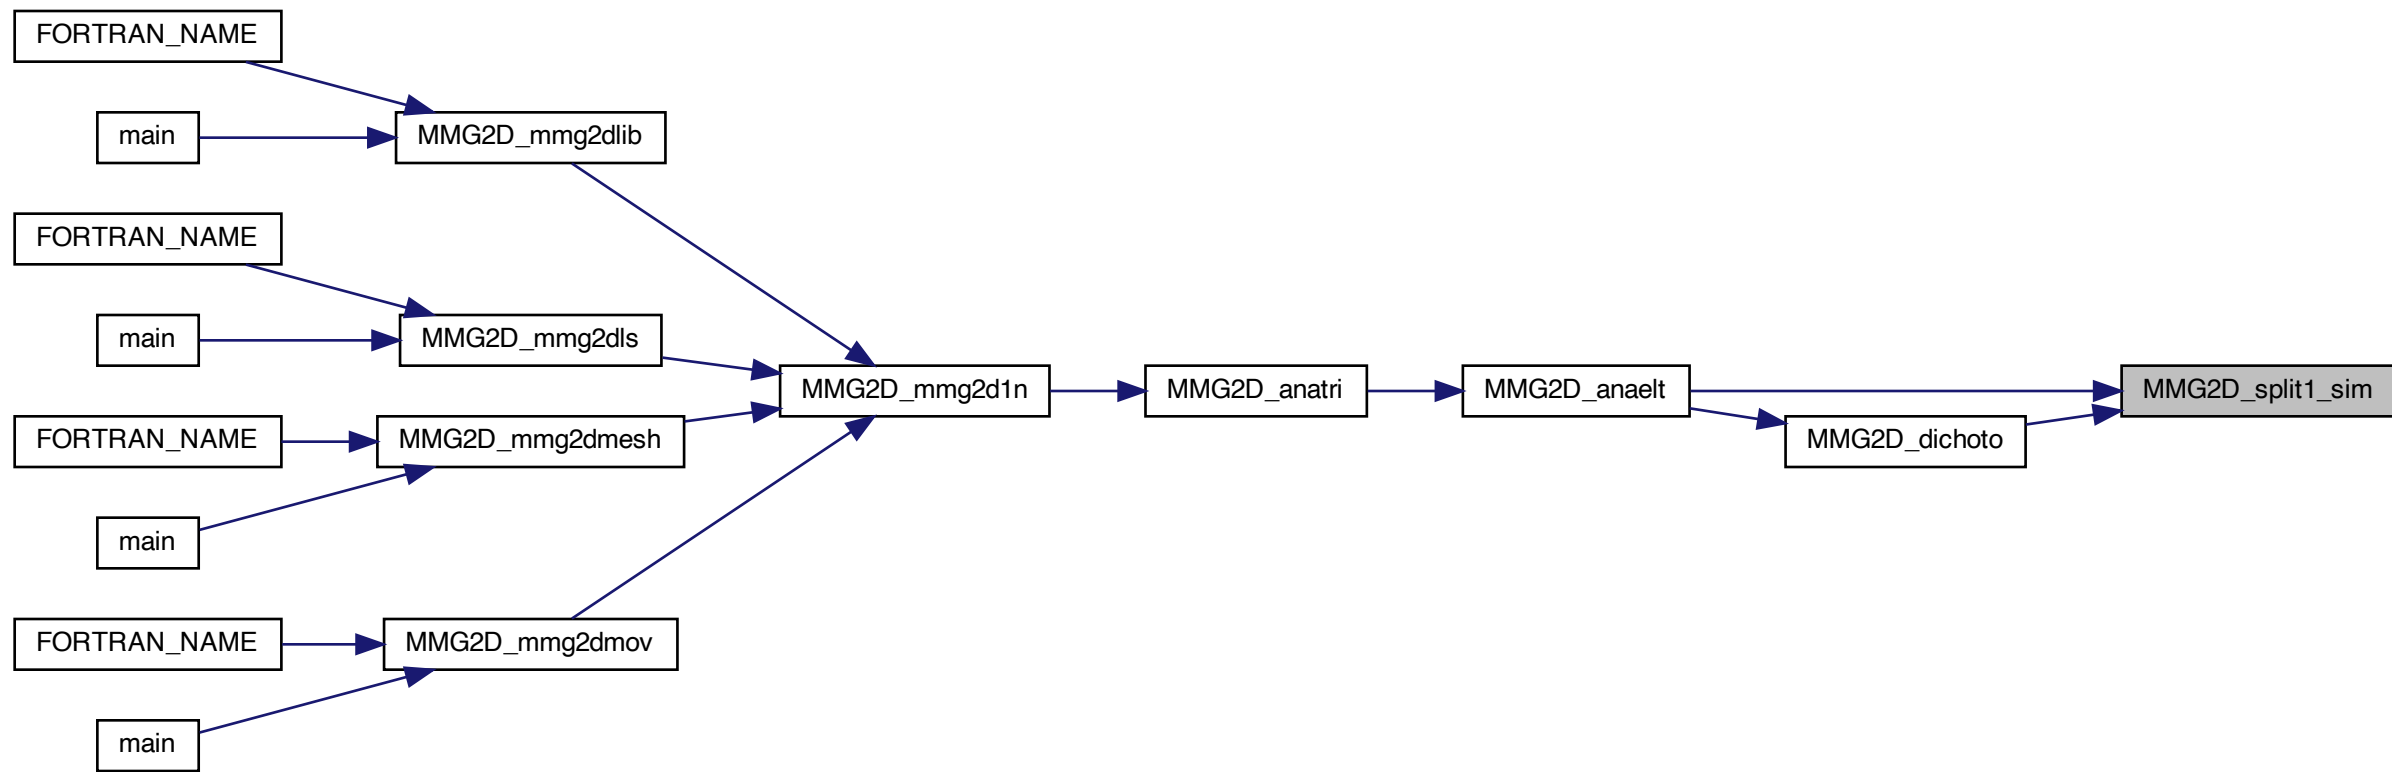 FORTRAN_NAME
main
MMG2D_mmg2dlib
FORTRAN_NAME
main
MMG2D_mmg2dls
MMG2D_mmg2d1n
MMG2D_anatri
MMG2D_anaelt
MMG2D_split1_sim
FORTRAN_NAME
MMG2D_mmg2dmesh
MMG2D_dichoto
main
FORTRAN_NAME
MMG2D_mmg2dmov
main